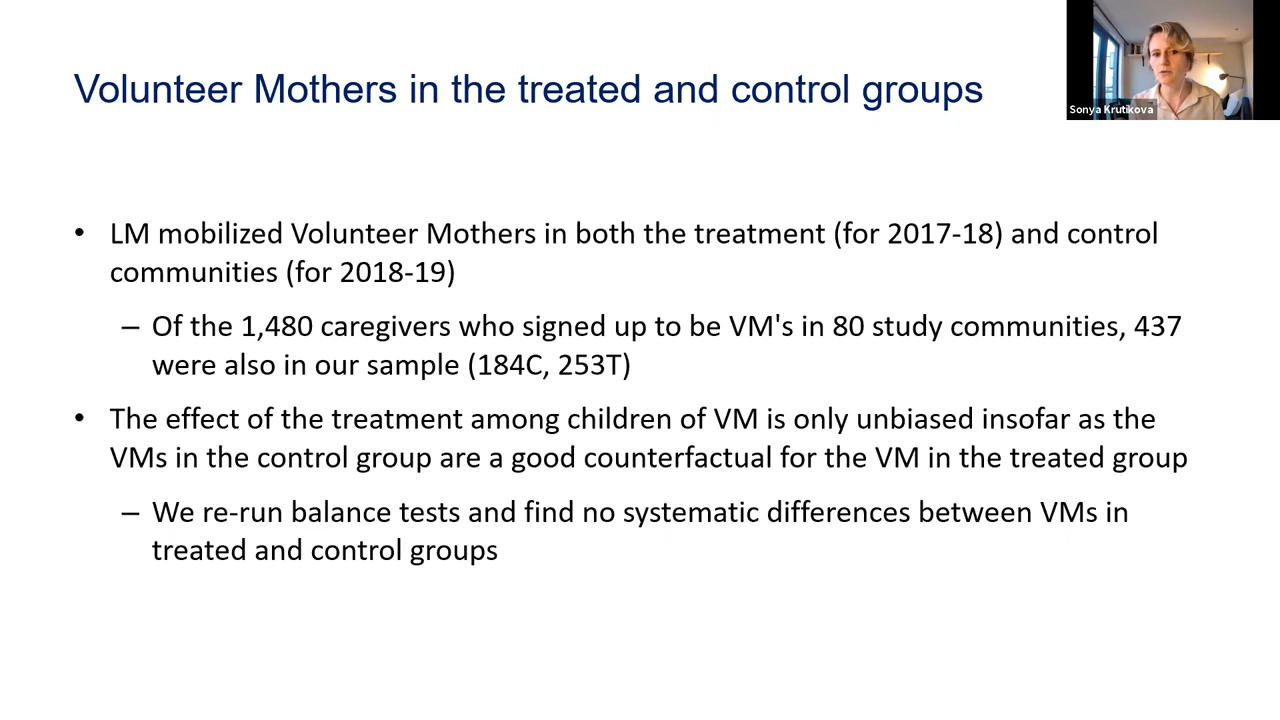 Volunteer Mothers in the treated and control groups
Sonya Krutikova
• LM mobilized Volunteer Mothers in both the treatment (for 2017-18) and control
communities (for 2018-19)
– Of the 1,480 caregivers who signed up to be VM's in 80 study communities, 437
were also in our sample (184C, 253T)
• The effect of the treatment among children of VM is only unbiased insofar as the
VMs in the control group are a good counterfactual for the VM in the treated group
– We re-run balance tests and find no systematic differences between VMs in
treated and control groups